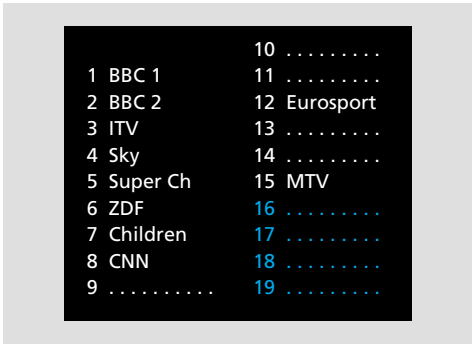 1 BBC 1
2 BBC 2
3 ITV
4 Sky
5 Super Ch
6 ZDF
7 Children
8 CNN
9 . . . . . . . . . .
10 . . . . . . . . .
11 . . . . . . . . .
12 Eurosport
13 . . . . . . . . .
14 . . . . . . . . .
15 MTV
16 . . . . . . . . .
17 . . . . . . . . .
18 . . . . . . . . .
19 . . . . . . . . .